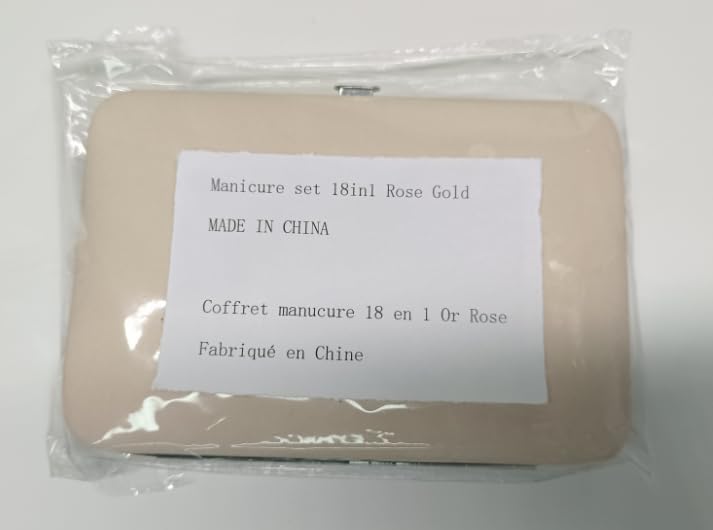 Manicure set 18in1 Rose Gold
MADE IN CHINA
Coffret manucure 18 en 1 Or Rose
Fabriqué en Chine